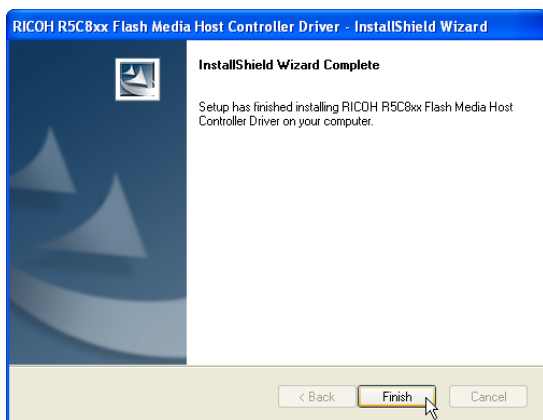 RICOH R5C8xx Flash Media Host Controller Driver - InstallShield Wizard
InstallShield Wizard Complete
Setup has finished installing RICOH R5C8xx Flash Media Host
Controller Driver on your computer.
< Back
Finish
Cancel